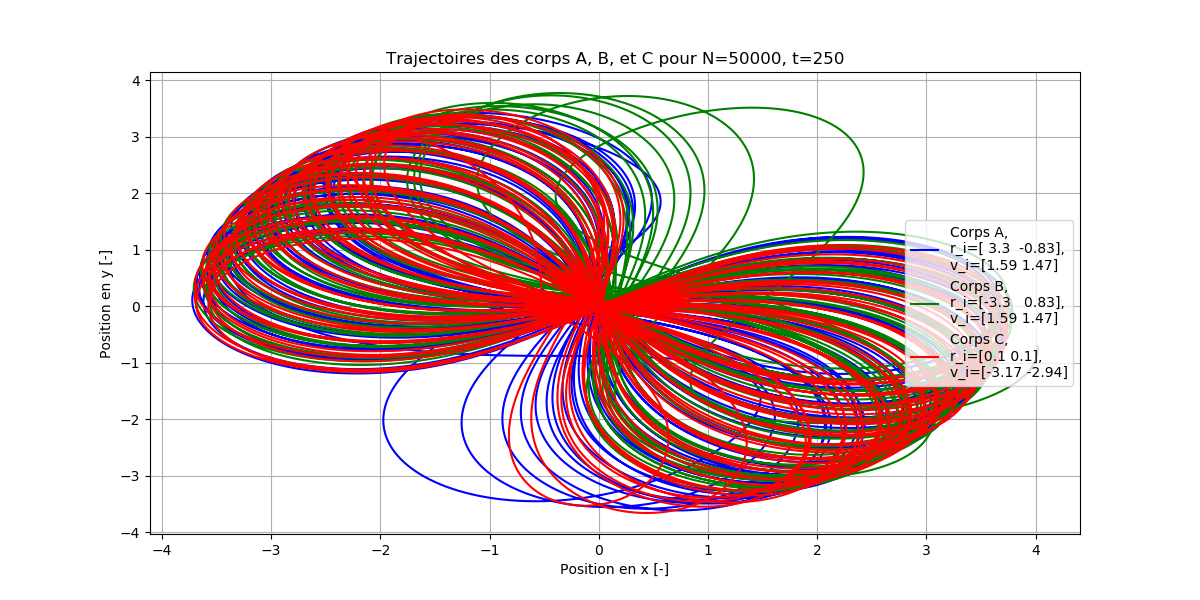 Trajectoires des corps A, B, et C pour N=50000, t=250
Position en y [-]
4
3
2
1
0
−1
−2
−3
−4
−4
−3
−2
−1
0
1
2
3
4
Position en x [-]
Corps A,
r_i=[ 3.3  -0.83],
v_i=[1.59 1.47]
Corps B,
r_i=[-3.3   0.83],
v_i=[1.59 1.47]
Corps C,
r_i=[0.1 0.1],
v_i=[-3.17 -2.94]